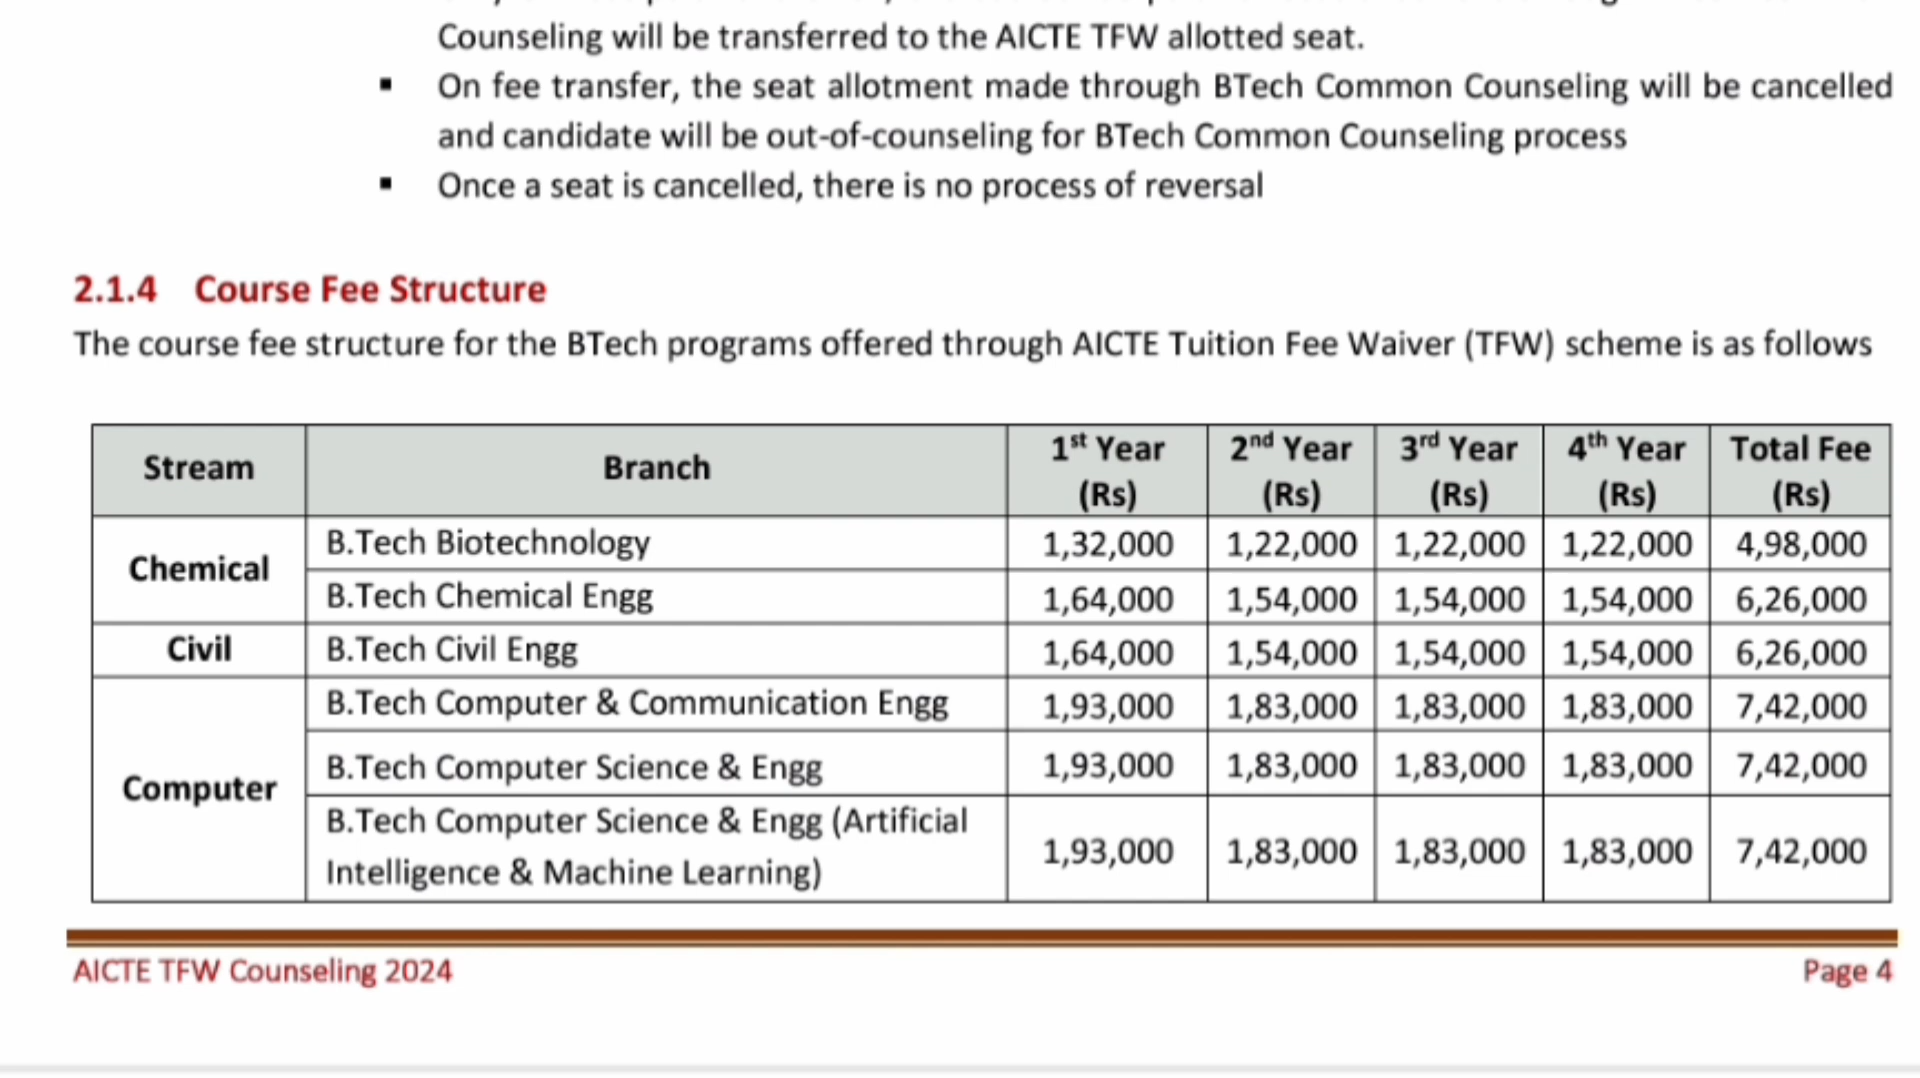 Counseling will be transferred to the AICTE TFW allotted seat.
▪ On fee transfer, the seat allotment made through BTech Common Counseling will be cancelled
and candidate will be out-of-counseling for BTech Common Counseling process
▪ Once a seat is cancelled, there is no process of reversal
2.1.4 Course Fee Structure
The course fee structure for the BTech programs offered through AICTE Tuition Fee Waiver (TFW) scheme is as follows
Stream Branch 1st Year (Rs) 2nd Year (Rs) 3rd Year (Rs) 4th Year (Rs) Total Fee (Rs)
Chemical
B.Tech Biotechnology 1,32,000 1,22,000 1,22,000 1,22,000 4,98,000
B.Tech Chemical Engg 1,64,000 1,54,000 1,54,000 1,54,000 6,26,000
Civil B.Tech Civil Engg 1,64,000 1,54,000 1,54,000 1,54,000 6,26,000
Computer
B.Tech Computer & Communication Engg 1,93,000 1,83,000 1,83,000 1,83,000 7,42,000
B.Tech Computer Science & Engg 1,93,000 1,83,000 1,83,000 1,83,000 7,42,000
B.Tech Computer Science & Engg (Artificial
Intelligence & Machine Learning) 1,93,000 1,83,000 1,83,000 1,83,000 7,42,000
AICTE TFW Counseling 2024 Page 4